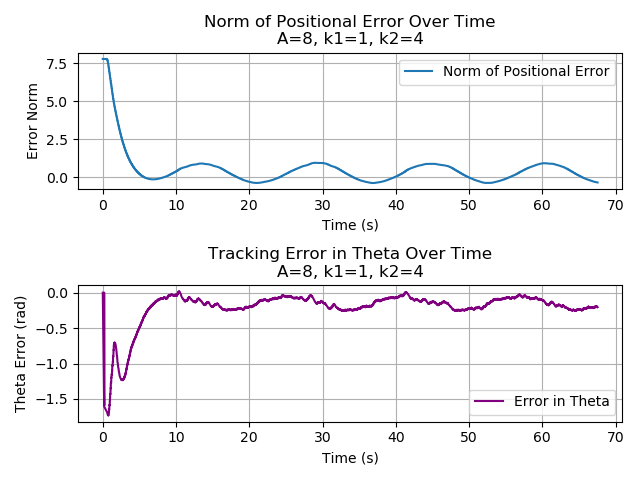 Norm of Positional Error Over Time
A=8, k1=1, k2=4
Error Norm
7.5
5.0
2.5
0.0
Norm of Positional Error
0 10 20 30 40 50 60 70
Time (s)
Tracking Error in Theta Over Time
A=8, k1=1, k2=4
Theta Error (rad)
0.0
−0.5
−1.0
−1.5
Error in Theta
0 10 20 30 40 50 60 70
Time (s)